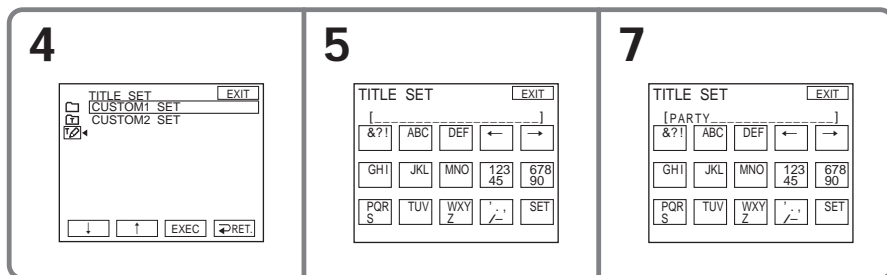 4
TITLE SET EXIT
CUSTOM1 SET
CUSTOM2 SET
↓ ↑ EXEC RET.
5
TITLE SET EXIT
[_ _ _ _ _ _ _ _ _ _ _ _ _ _ _ _ _ _ _ _]
&?! ABC DEF ← →
GHI JKL MNO 123 45 678 90
PQR S TUV WXY Z ' . , / – SET
7
TITLE SET EXIT
[PARTY_ _ _ _ _ _ _ _ _ _ _ _ _ _ _]
&?! ABC DEF ← →
GHI JKL MNO 123 45 678 90
PQR S TUV WXY Z ' . , / – SET